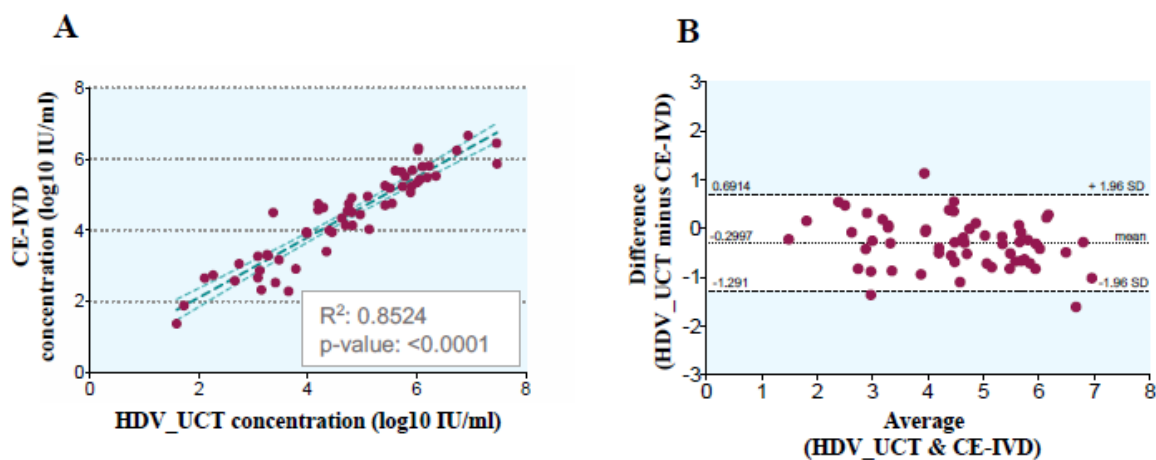 A
CE-IVD
concentration (log10 IU/ml)
8
6
4
2
0
R²: 0.8524
p-value: <0.0001
0 2 4 6 8
HDV_UCT concentration (log10 IU/ml)
B
Difference
(HDV_UCT minus CE-IVD)
3
2
1
0
-1
-2
-3
0.6914 + 1.96 SD
-0.2997 mean
-1.291 -1.96 SD
0 1 2 3 4 5 6 7 8
Average
(HDV_UCT & CE-IVD)